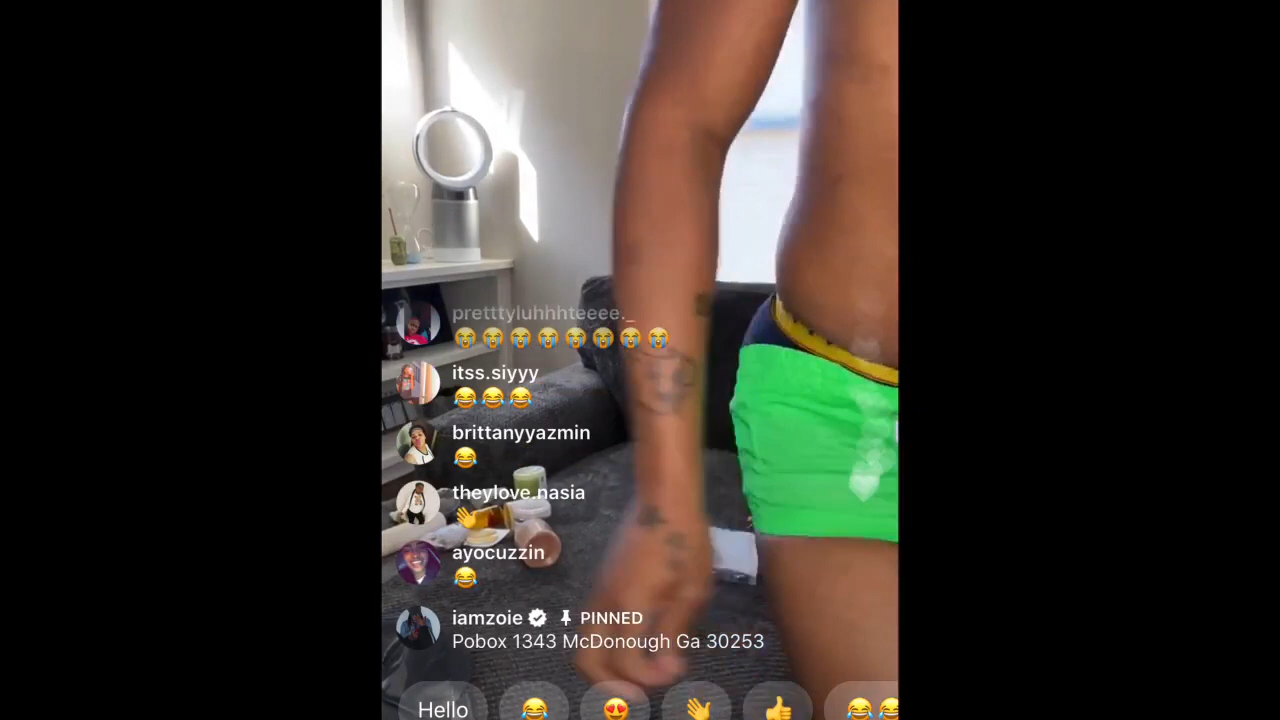 pretttyluhhhteeee._
😭😭😭😭😭😭😭😭
itss.siyyy
😂😂😂
brittanyyazmin
😂
theylove.nasia
👋
ayocuzzin
😂
iamzoie PINNED
Pobox 1343 McDonough Ga 30253
Hello 😂 😍 👋 👍 😂😂